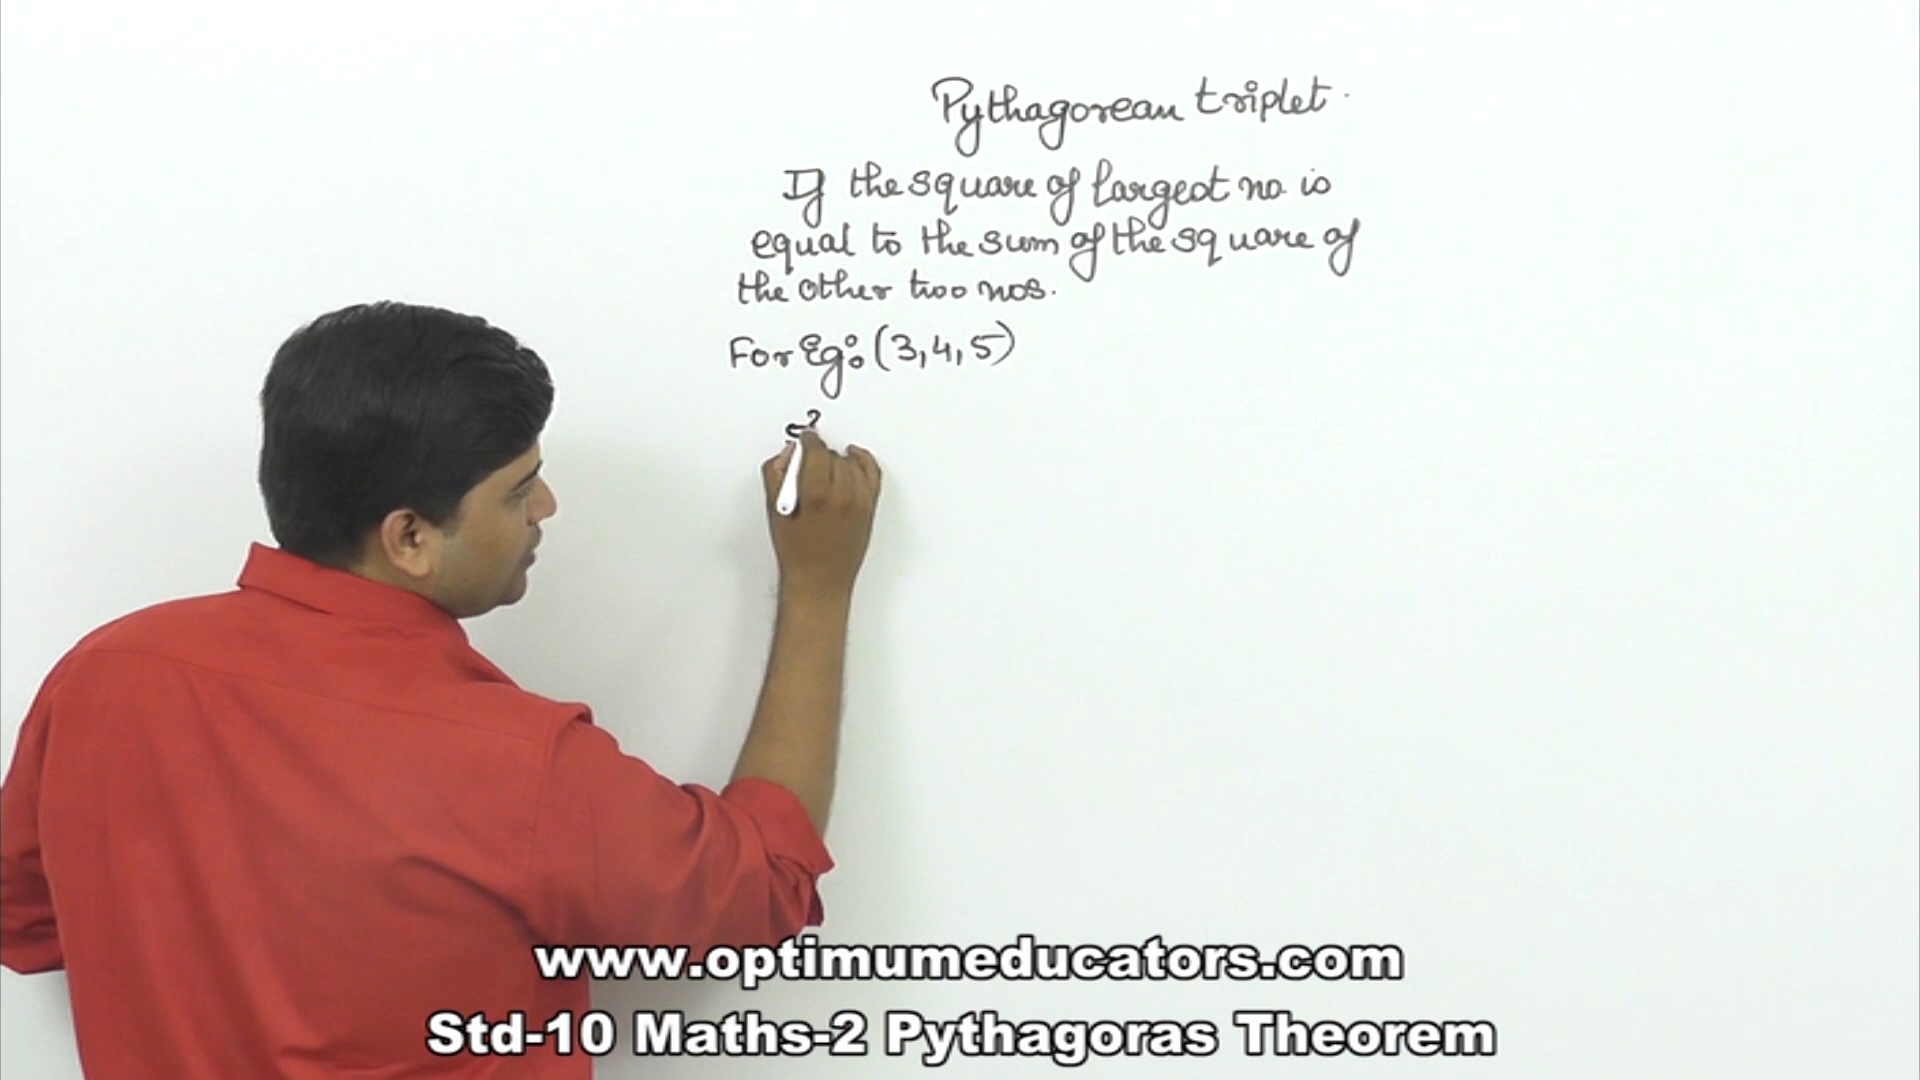 Pythagorean triplet.
If the square of largest no. is
equal to the sum of the square of
the other two nos.
For Eg: (3,4,5)
www.optimumeducators.com
Std-10 Maths-2 Pythagoras Theorem